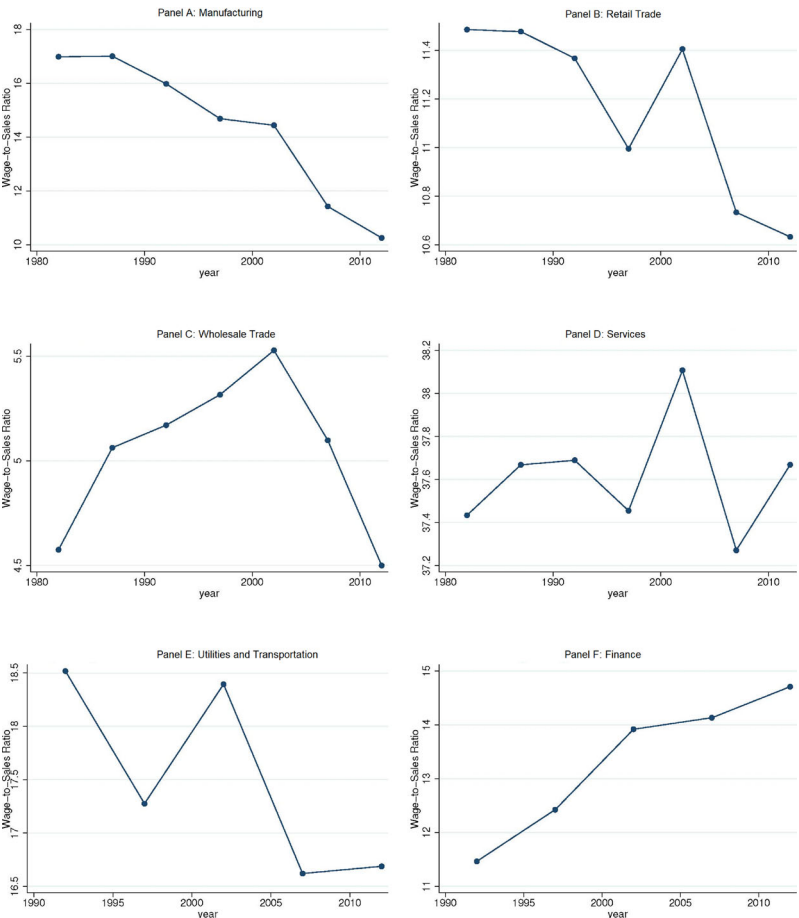 Panel A: Manufacturing
Wage-to-Sales Ratio
18
16
14
12
10
1980 1990 2000 2010
year
Panel B: Retail Trade
Wage-to-Sales Ratio
11.4
11.2
11
10.8
10.6
1980 1990 2000 2010
year
Panel C: Wholesale Trade
Wage-to-Sales Ratio
5.5
5
4.5
1980 1990 2000 2010
year
Panel D: Services
Wage-to-Sales Ratio
38.2
38
37.8
37.6
37.4
37.2
1980 1990 2000 2010
year
Panel E: Utilities and Transportation
Wage-to-Sales Ratio
18.5
18
17.5
17
16.5
1990 1995 2000 2005 2010
year
Panel F: Finance
Wage-to-Sales Ratio
15
14
13
12
11
1990 1995 2000 2005 2010
year